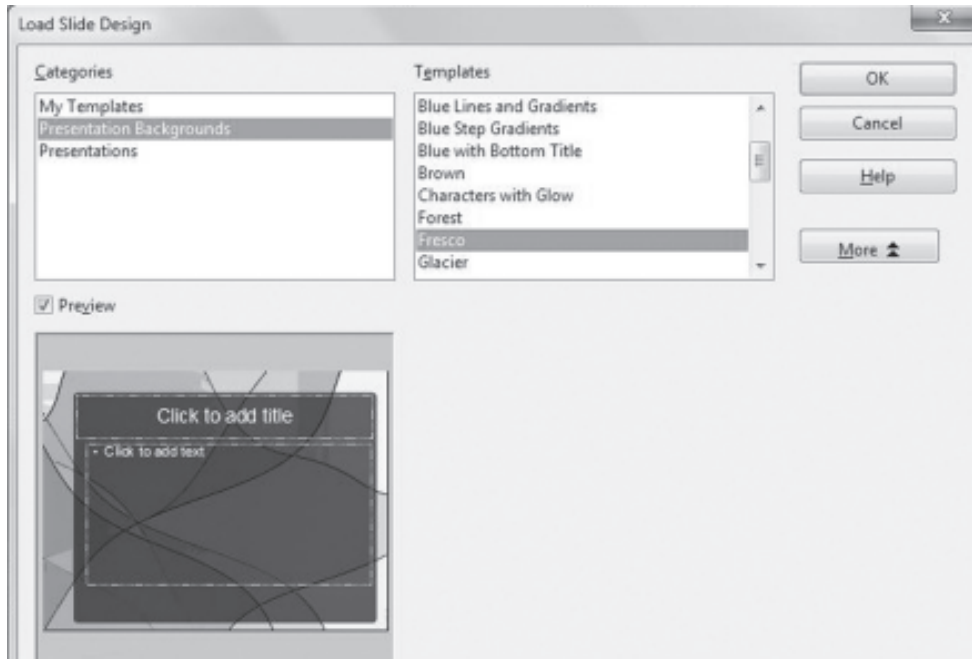 Load Slide Design
Categories
My Templates
Presentation Backgrounds
Presentations
Templates
Blue Lines and Gradients
Blue Step Gradients
Blue with Bottom Title
Brown
Characters with Glow
Forest
Fresco
Glacier
OK
Cancel
Help
More
Preview
Click to add title
• Click to add text